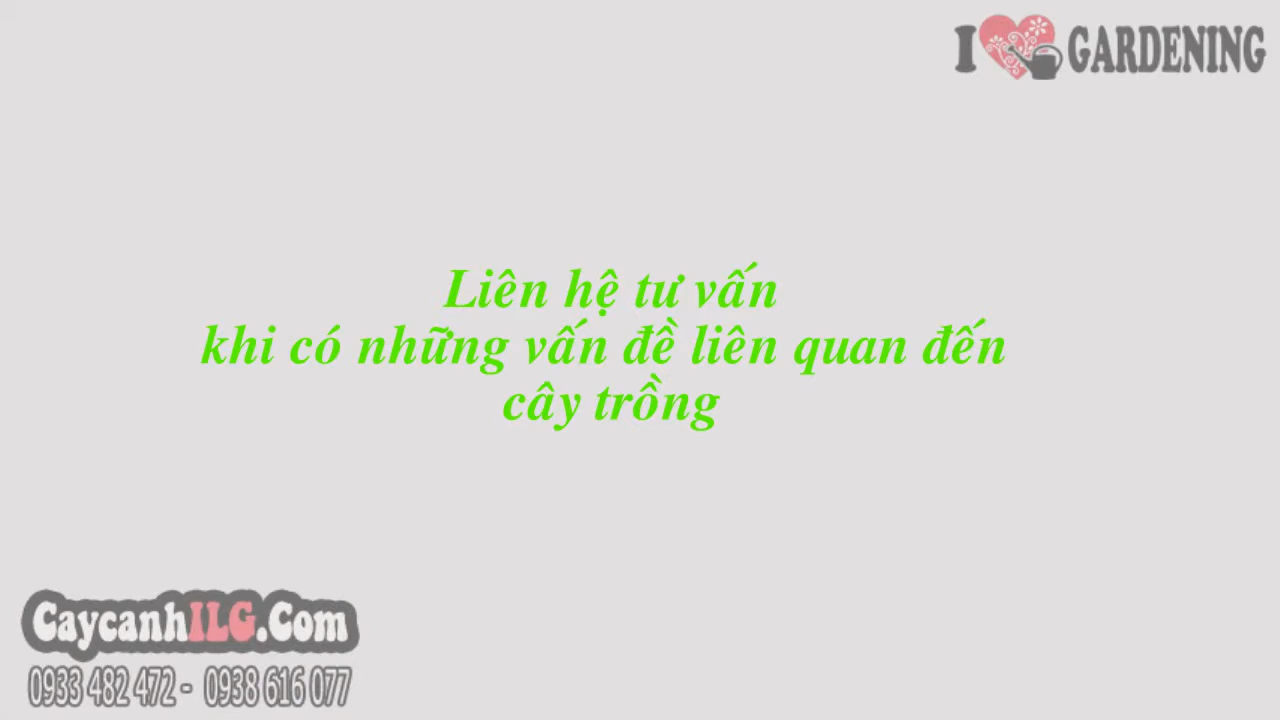 I GARDENING
Liên hệ tư vấn
khi có những vấn đề liên quan đến
cây trồng
CaycanhILG.Com
0933 482 472 - 0938 616 077